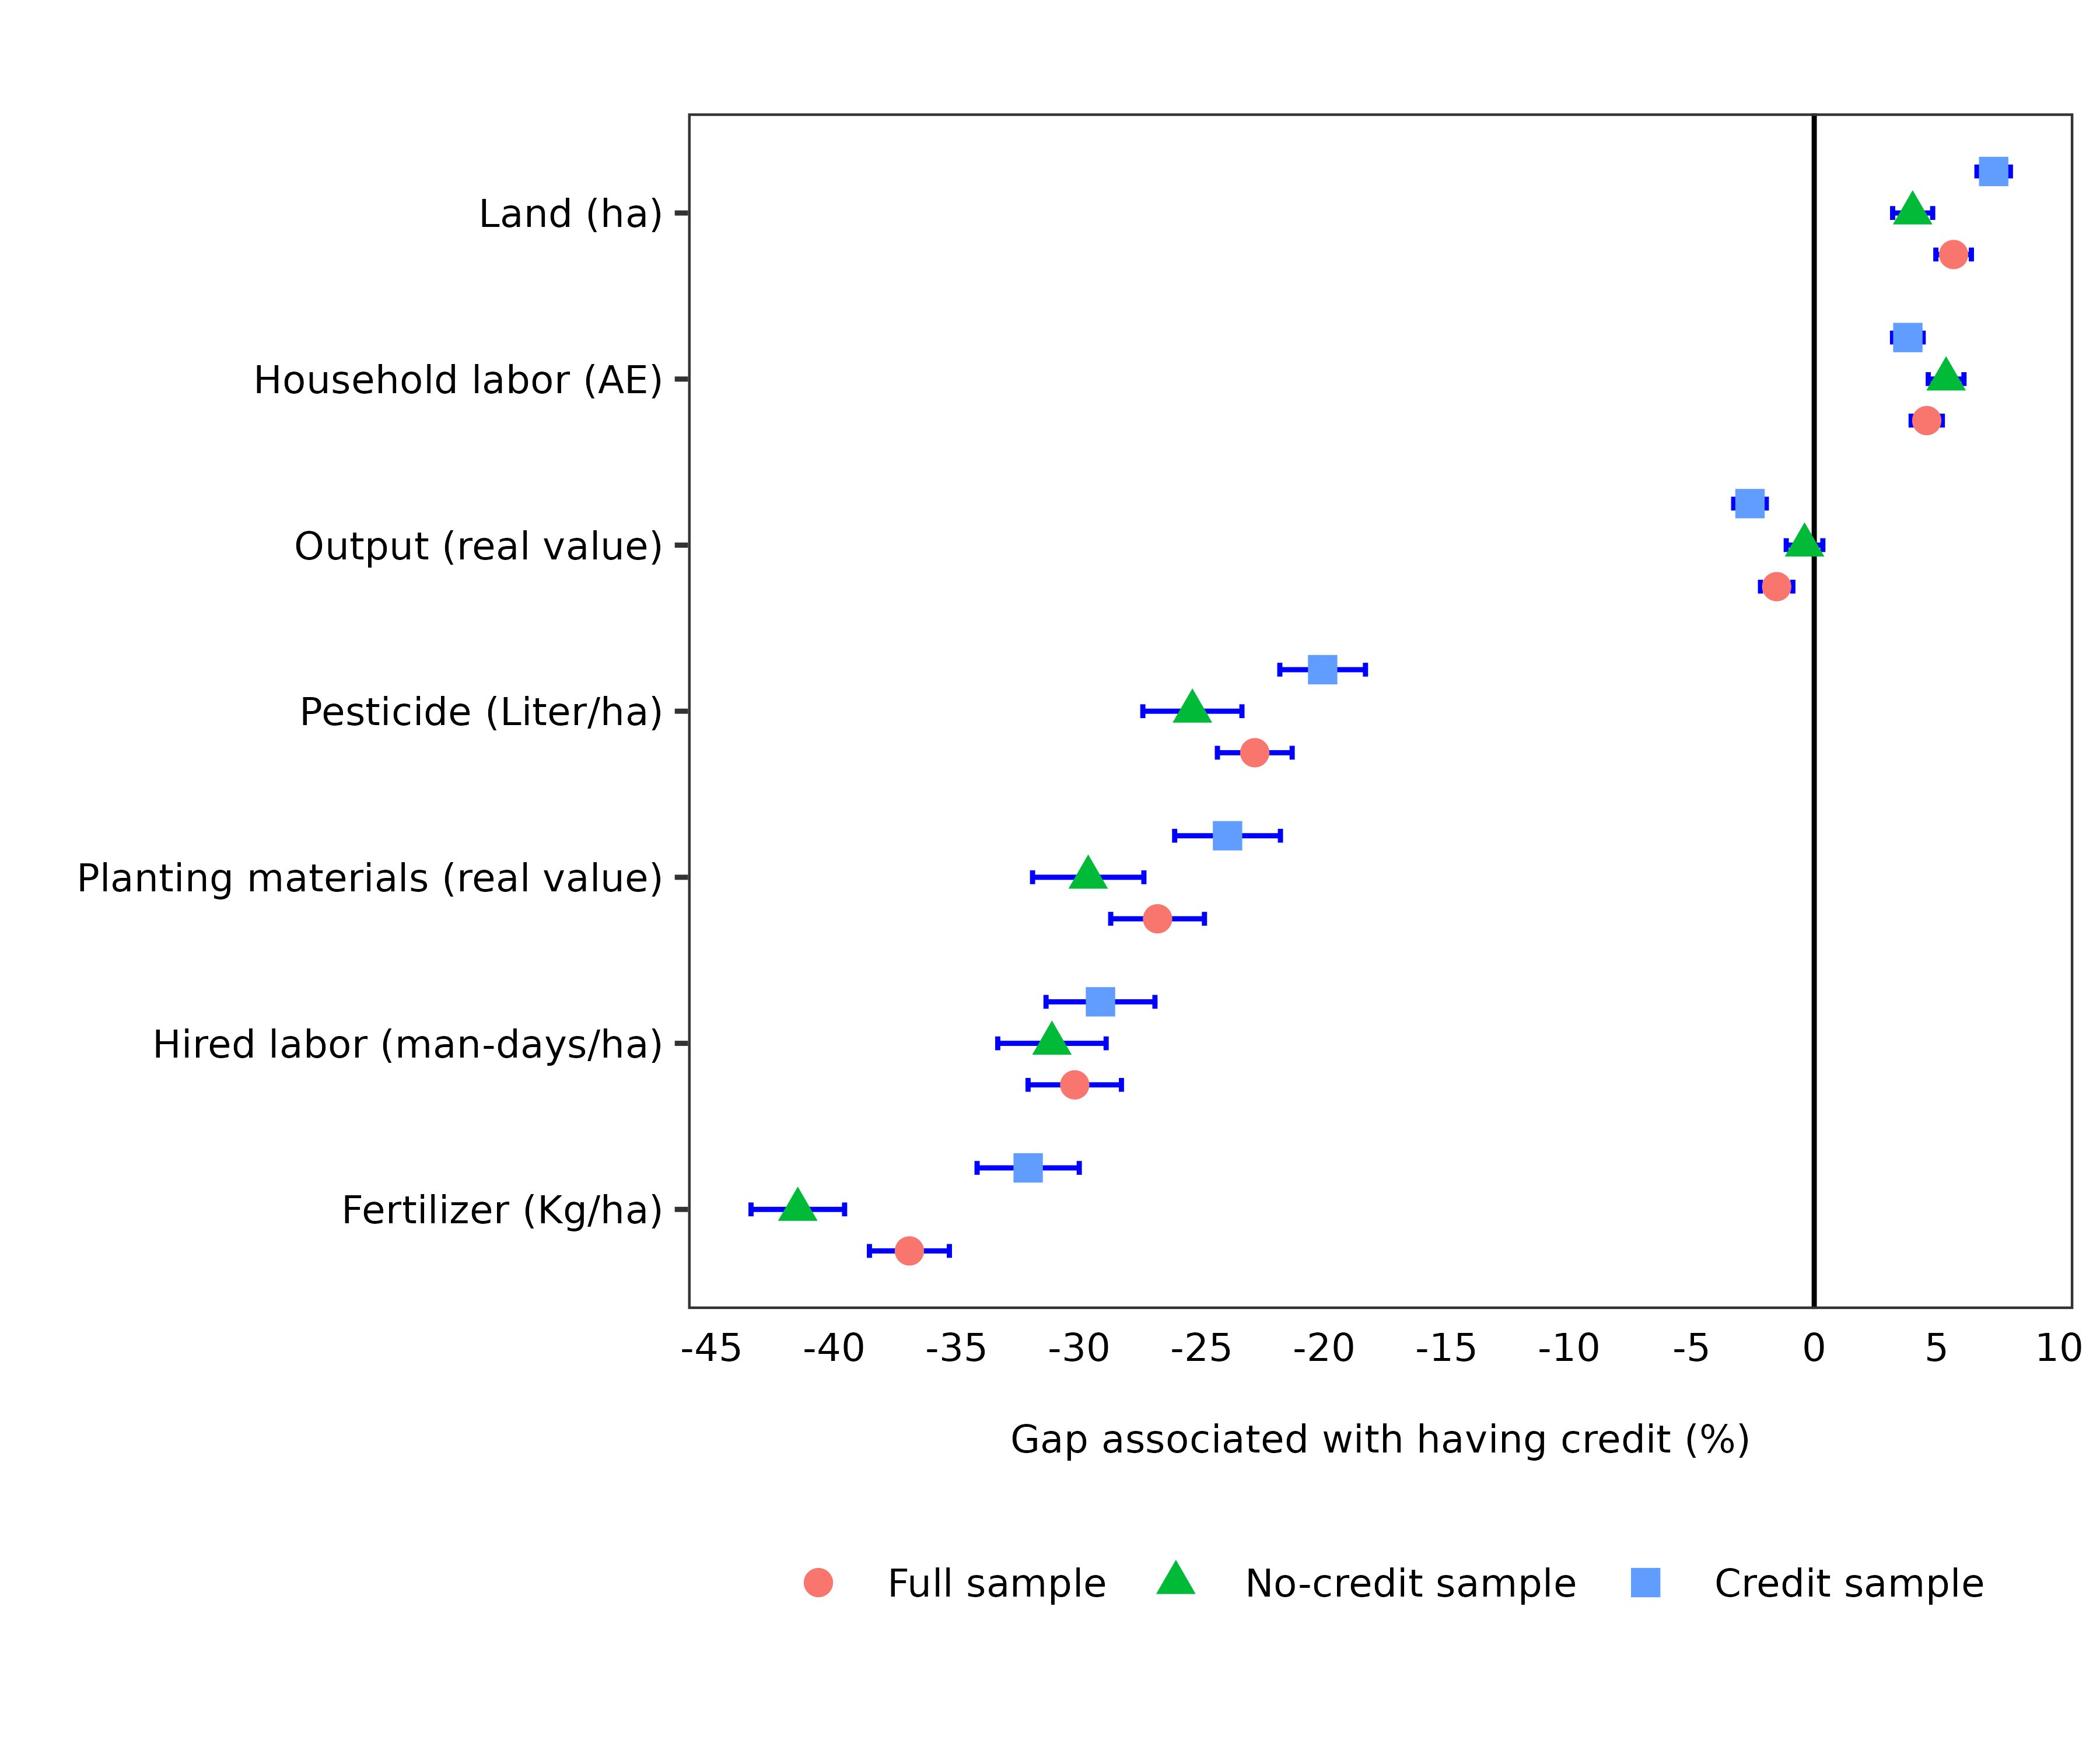 Land (ha)
Household labor (AE)
Output (real value)
Pesticide (Liter/ha)
Planting materials (real value)
Hired labor (man-days/ha)
Fertilizer (Kg/ha)
-45 -40 -35 -30 -25 -20 -15 -10 -5 0 5 10
Gap associated with having credit (%)
Full sample No-credit sample Credit sample